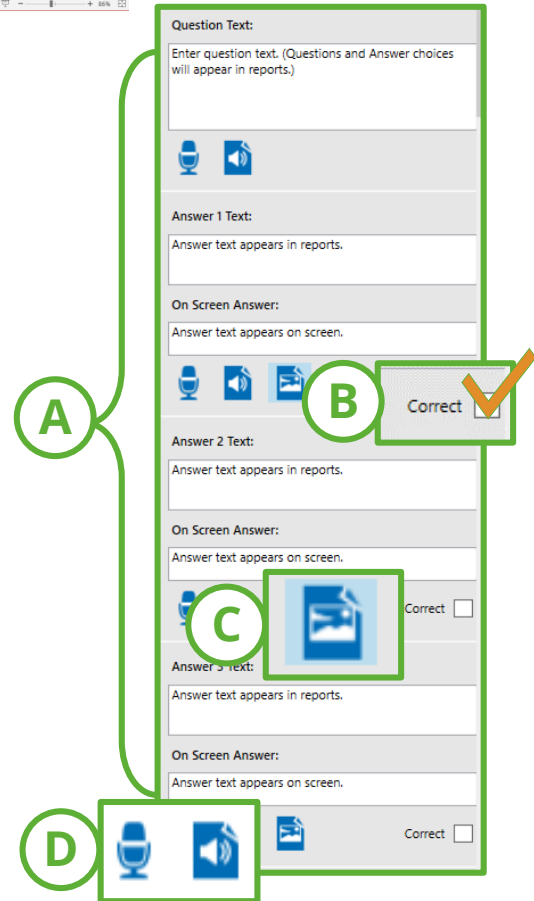 86%
Question Text:
Enter question text. (Questions and Answer choices
will appear in reports.)
Answer 1 Text:
Answer text appears in reports.
On Screen Answer:
Answer text appears on screen.
B
Correct
A
Answer 2 Text:
Answer text appears in reports.
On Screen Answer:
Answer text appears on screen.
C
Correct
Answer 3 Text:
Answer text appears in reports.
On Screen Answer:
Answer text appears on screen.
D
Correct